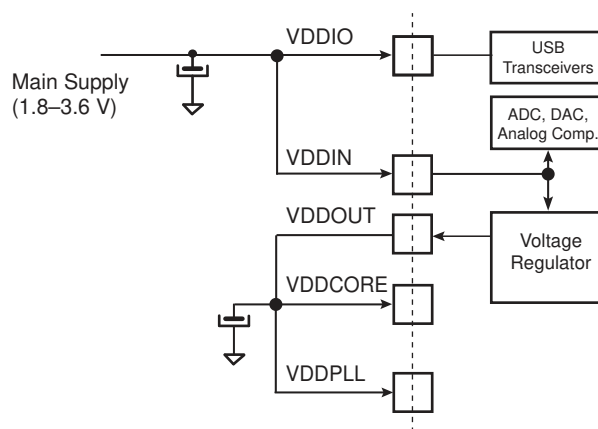 VDDIO
USB
Transceivers
Main Supply
(1.8–3.6 V)
ADC, DAC,
Analog Comp.
VDDIN
VDDOUT
Voltage
Regulator
VDDCORE
VDDPLL